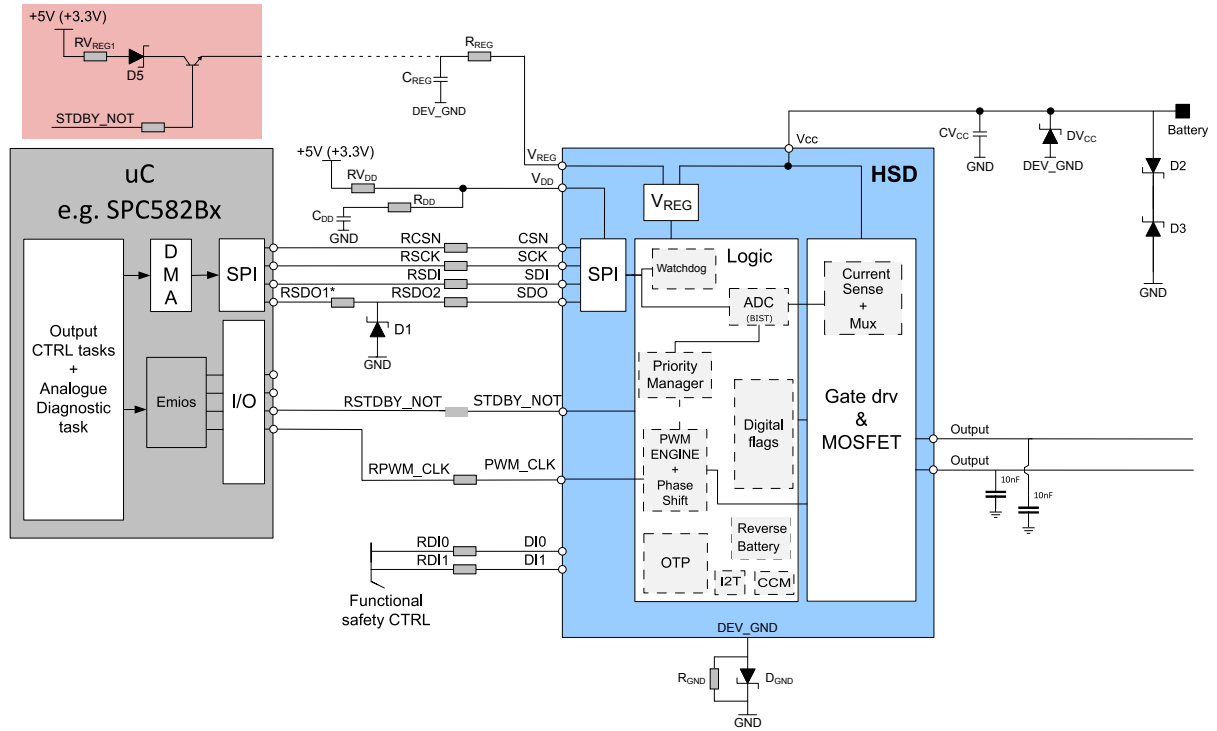 +5V (+3.3V)
RVREG1
D5
STDBY_NOT
RREG
CREG
DEV_GND
uC
e.g. SPC582Bx
Output
CTRL tasks
+
Analogue
Diagnostic
task
D
M
A
SPI
Emios
I/O
+5V (+3.3V)
RVDD
RDD
CDD
GND
VREG
VDD
RCSN
CSN
RSCK
SCK
RSDI
SDI
RSDO1*
RSDO2
SDO
D1
GND
RSTDBY_NOT
STDBY_NOT
RPWM_CLK
PWM_CLK
RDI0
DI0
RDI1
DI1
Functional
safety CTRL
Vcc
HSD
VREG
SPI
Logic
Watchdog
ADC
(BIST)
Priority
Manager
Digital
flags
PWM
ENGINE
+
Phase
Shift
Reverse
Battery
OTP
I2T
CCM
Current
Sense
+
Mux
Gate drv
&
MOSFET
DEV_GND
RGND
DGND
GND
CVCC
GND
DVCC
DEV_GND
Battery
D2
D3
GND
Output
Output
10nF
10nF